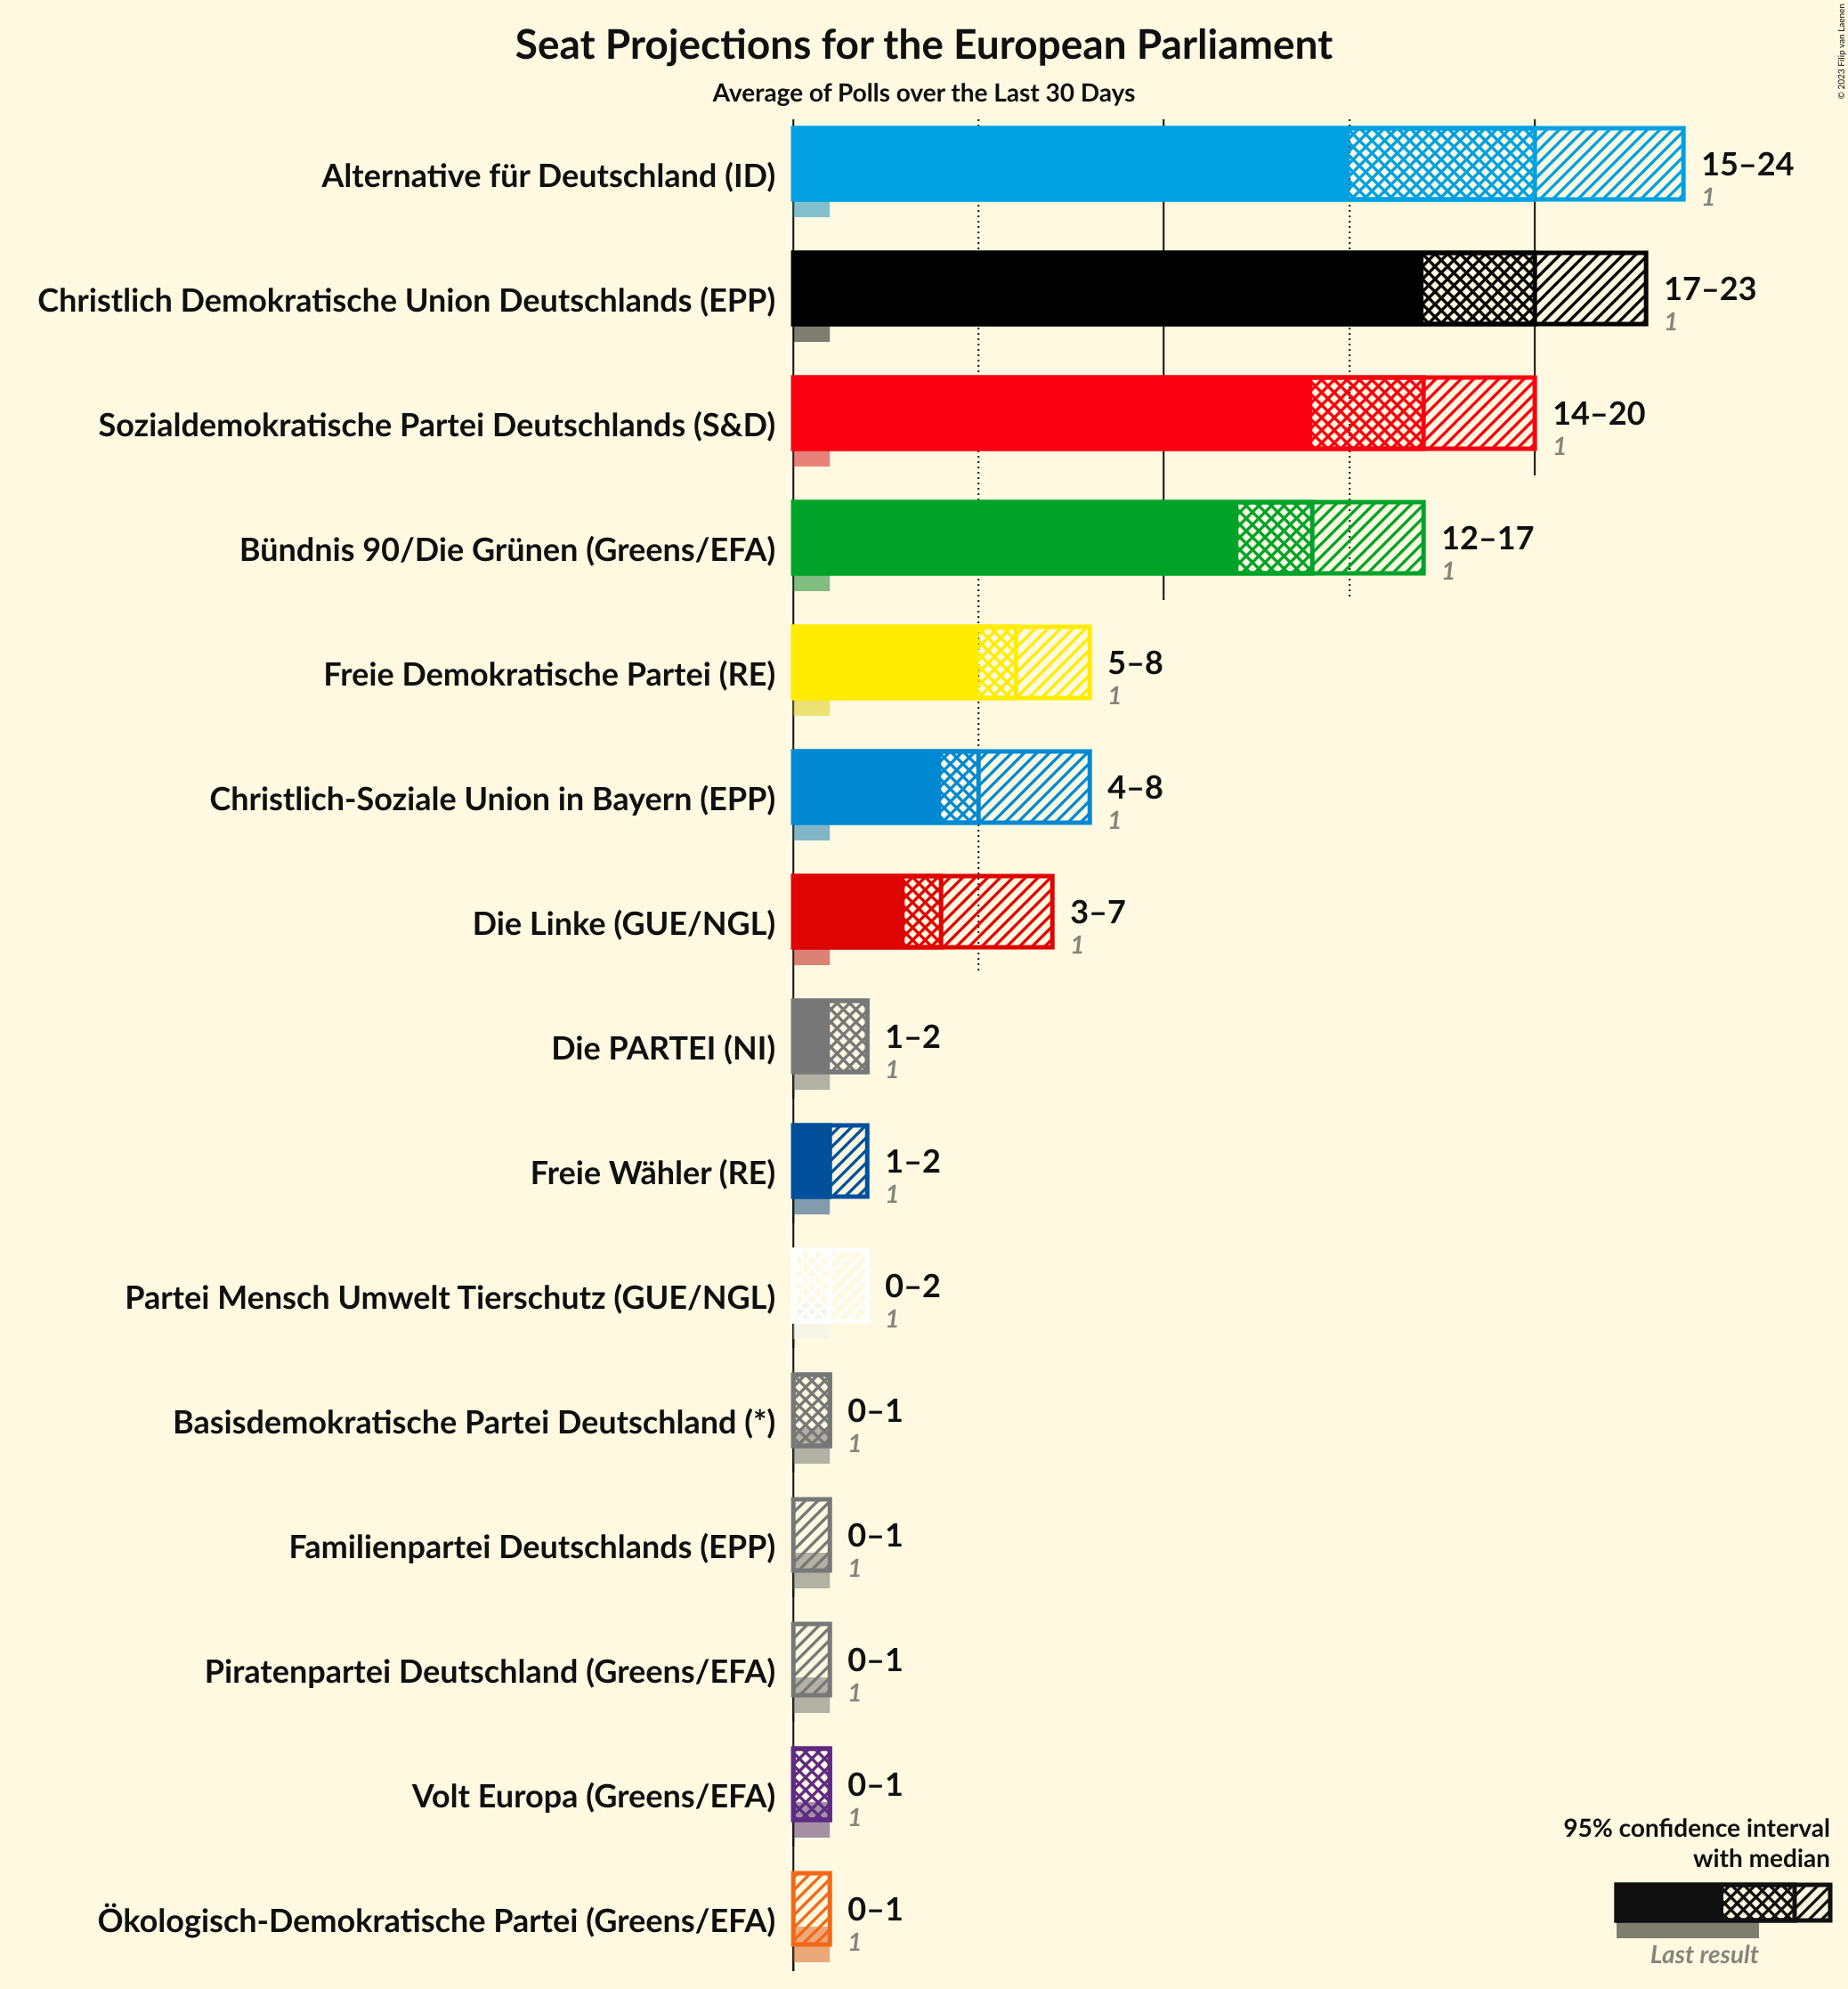 Seat Projections for the European Parliament
Average of Polls over the Last 30 Days
© 2023 Filip van Laenen
Alternative für Deutschland (ID)
15–24
1
Christlich Demokratische Union Deutschlands (EPP)
17–23
1
Sozialdemokratische Partei Deutschlands (S&D)
14–20
1
Bündnis 90/Die Grünen (Greens/EFA)
12–17
1
Freie Demokratische Partei (RE)
5–8
1
Christlich-Soziale Union in Bayern (EPP)
4–8
1
Die Linke (GUE/NGL)
3–7
1
Die PARTEI (NI)
1–2
1
Freie Wähler (RE)
1–2
1
Partei Mensch Umwelt Tierschutz (GUE/NGL)
0–2
1
Basisdemokratische Partei Deutschland (*)
0–1
1
Familienpartei Deutschlands (EPP)
0–1
1
Piratenpartei Deutschland (Greens/EFA)
0–1
1
Volt Europa (Greens/EFA)
0–1
1
Ökologisch-Demokratische Partei (Greens/EFA)
0–1
1
95% confidence interval
with median
Last result